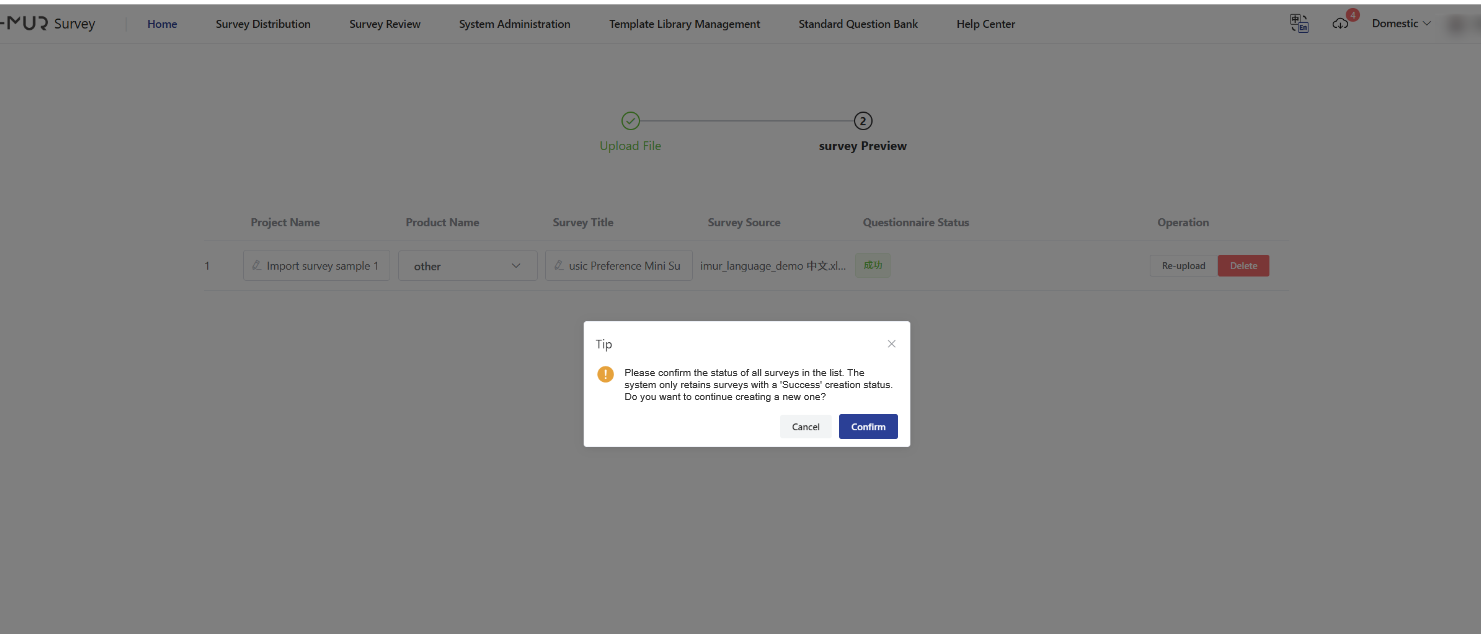 MUR Survey Home Survey Distribution Survey Review System Administration Template Library Management Standard Question Bank Help Center 中 En 4 Domestic
2
Upload File survey Preview
Project Name Product Name Survey Title Survey Source Questionnaire Status Operation
1 Import survey sample 1 other usic Preference Mini Su imur_language_demo 中文.xl... 成功 Re-upload Delete
Tip
Please confirm the status of all surveys in the list. The
system only retains surveys with a 'Success' creation status.
Do you want to continue creating a new one?
Cancel Confirm